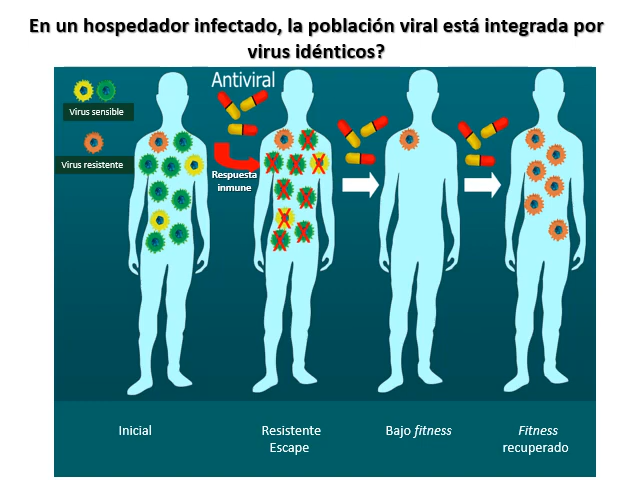 En un hospedador infectado, la población viral está integrada por
virus idénticos?
Antiviral
Virus sensible
Virus resistente
Respuesta
inmune
Inicial
Resistente
Escape
Bajo fitness
Fitness
recuperado